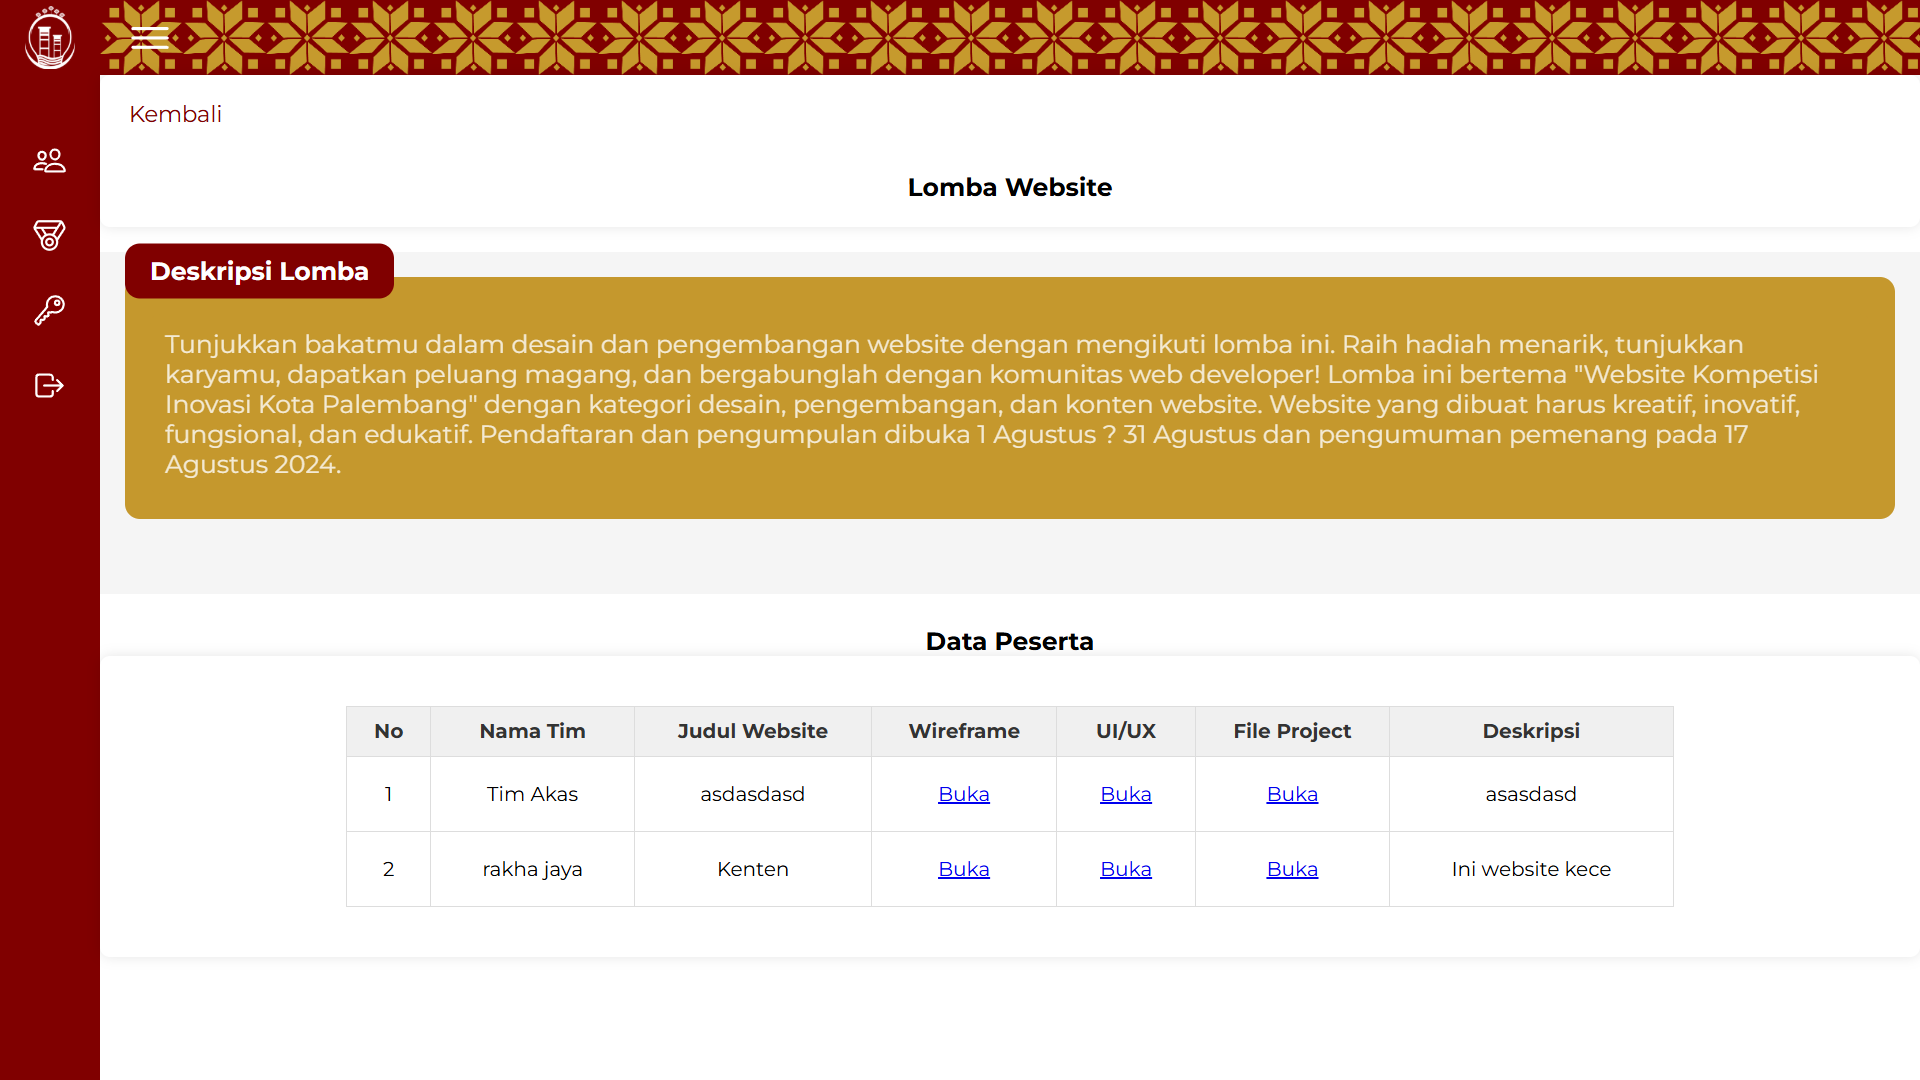 Kembali
Lomba Website
Deskripsi Lomba
Tunjukkan bakatmu dalam desain dan pengembangan website dengan mengikuti lomba ini. Raih hadiah menarik, tunjukkan
karyamu, dapatkan peluang magang, dan bergabunglah dengan komunitas web developer! Lomba ini bertema "Website Kompetisi
Inovasi Kota Palembang" dengan kategori desain, pengembangan, dan konten website. Website yang dibuat harus kreatif, inovatif,
fungsional, dan edukatif. Pendaftaran dan pengumpulan dibuka 1 Agustus ? 31 Agustus dan pengumuman pemenang pada 17
Agustus 2024.
Data Peserta
No Nama Tim Judul Website Wireframe UI/UX File Project Deskripsi
1 Tim Akas asdasdasd Buka Buka Buka asasdasd
2 rakha jaya Kenten Buka Buka Buka Ini website kece